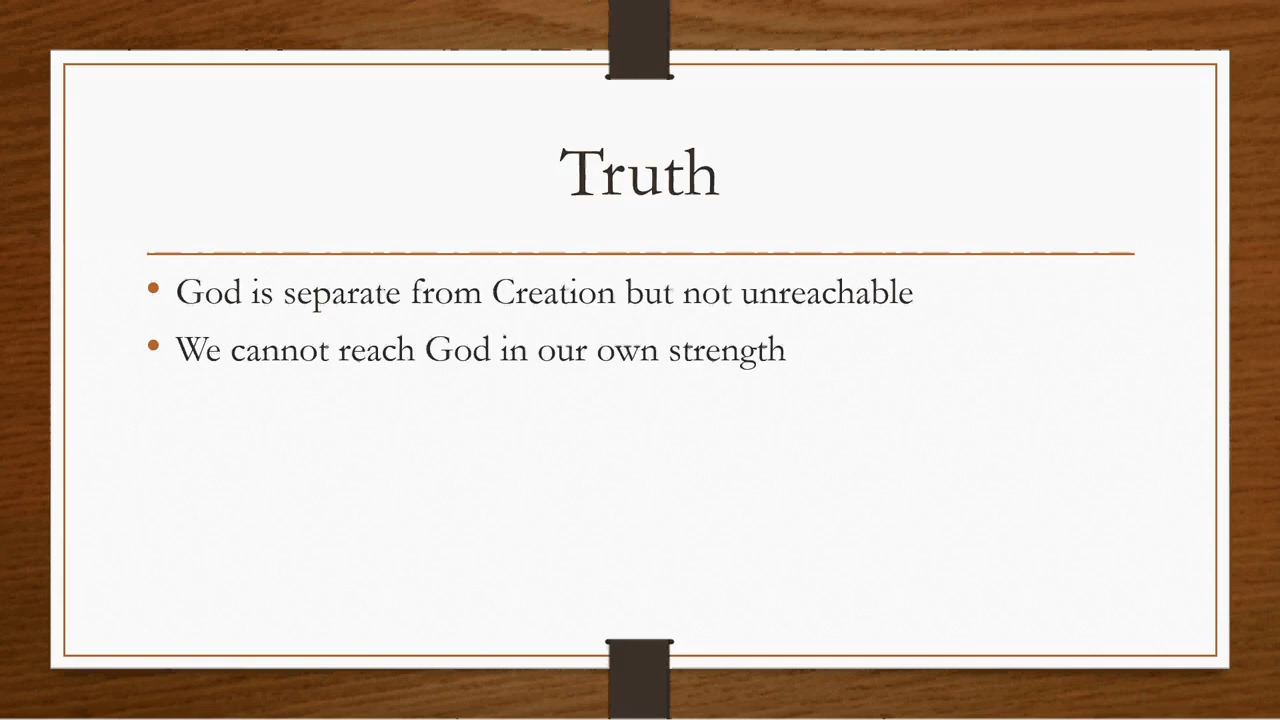 Truth
• God is separate from Creation but not unreachable
• We cannot reach God in our own strength